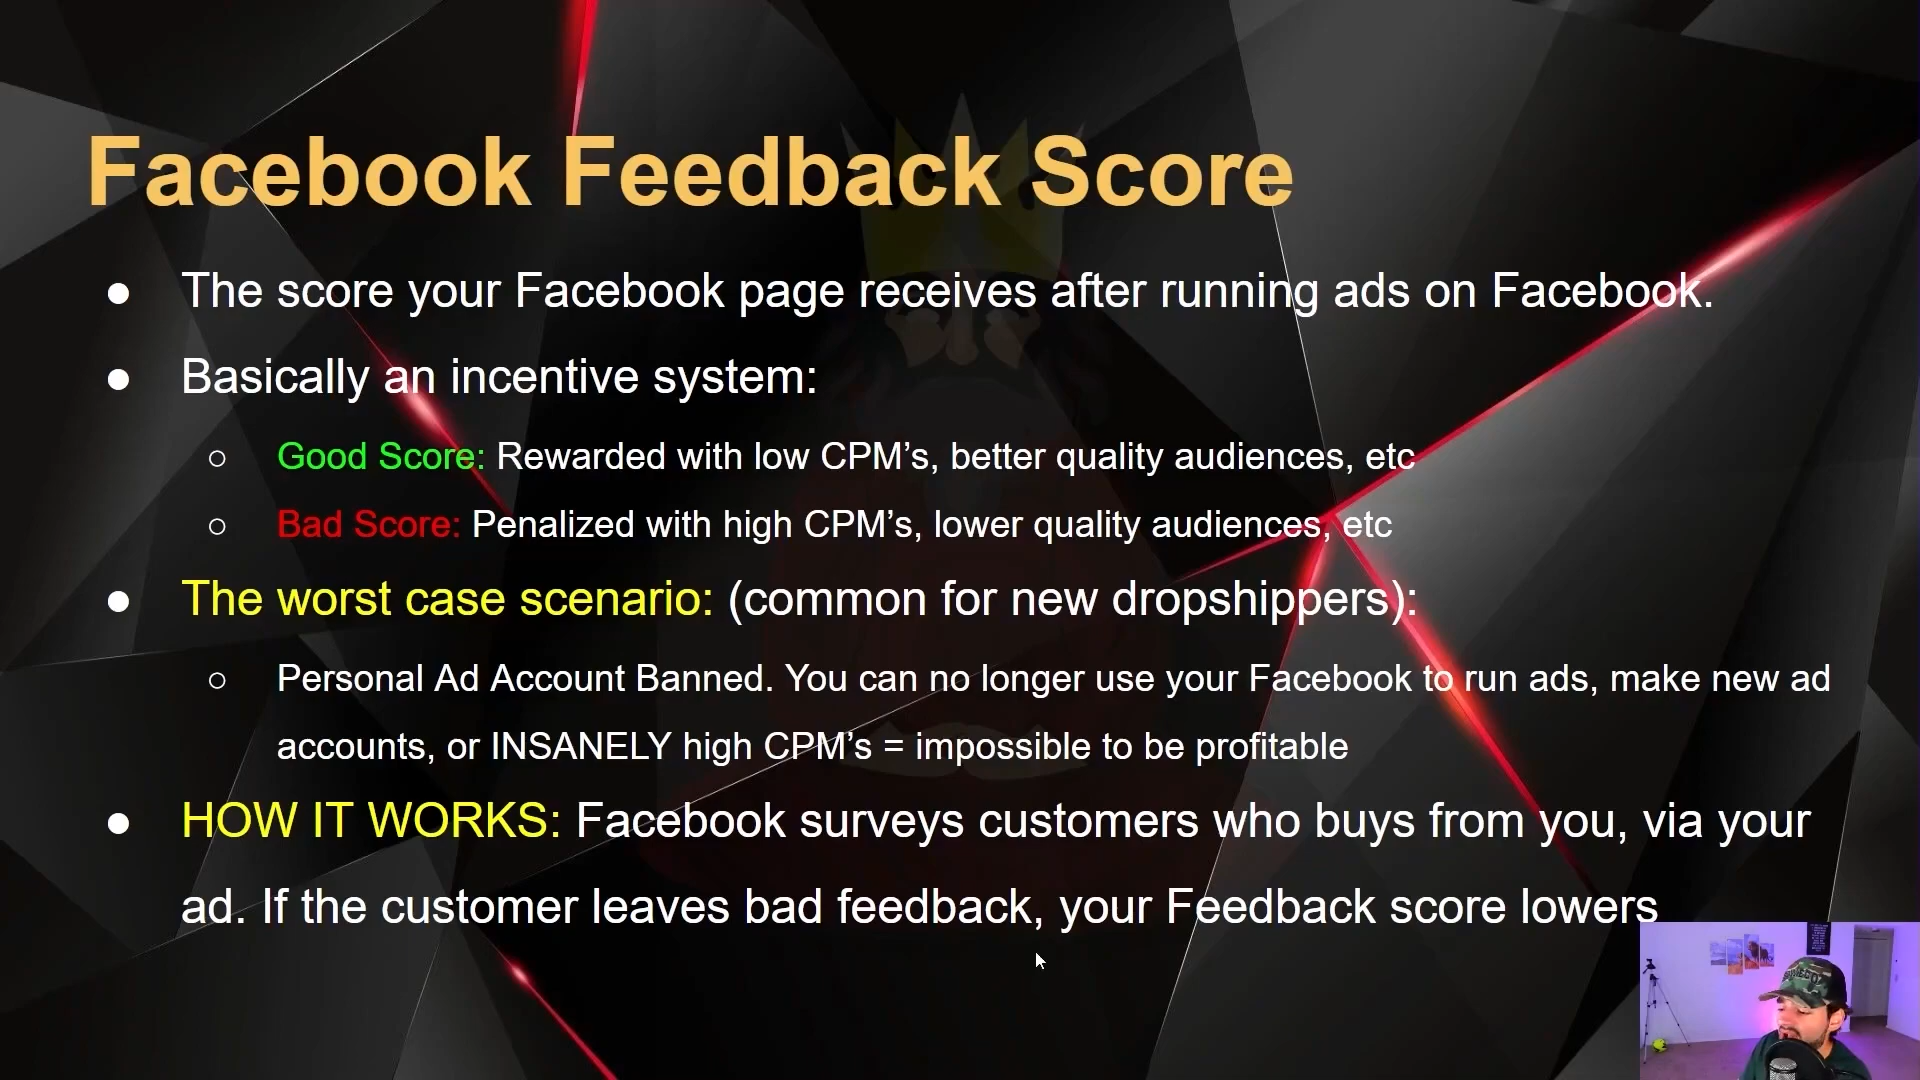 Facebook Feedback Score
● The score your Facebook page receives after running ads on Facebook.
● Basically an incentive system:
○ Good Score: Rewarded with low CPM’s, better quality audiences, etc
○ Bad Score: Penalized with high CPM’s, lower quality audiences, etc
● The worst case scenario: (common for new dropshippers):
○ Personal Ad Account Banned. You can no longer use your Facebook to run ads, make new ad
accounts, or INSANELY high CPM’s = impossible to be profitable
● HOW IT WORKS: Facebook surveys customers who buys from you, via your
ad. If the customer leaves bad feedback, your Feedback score lowers